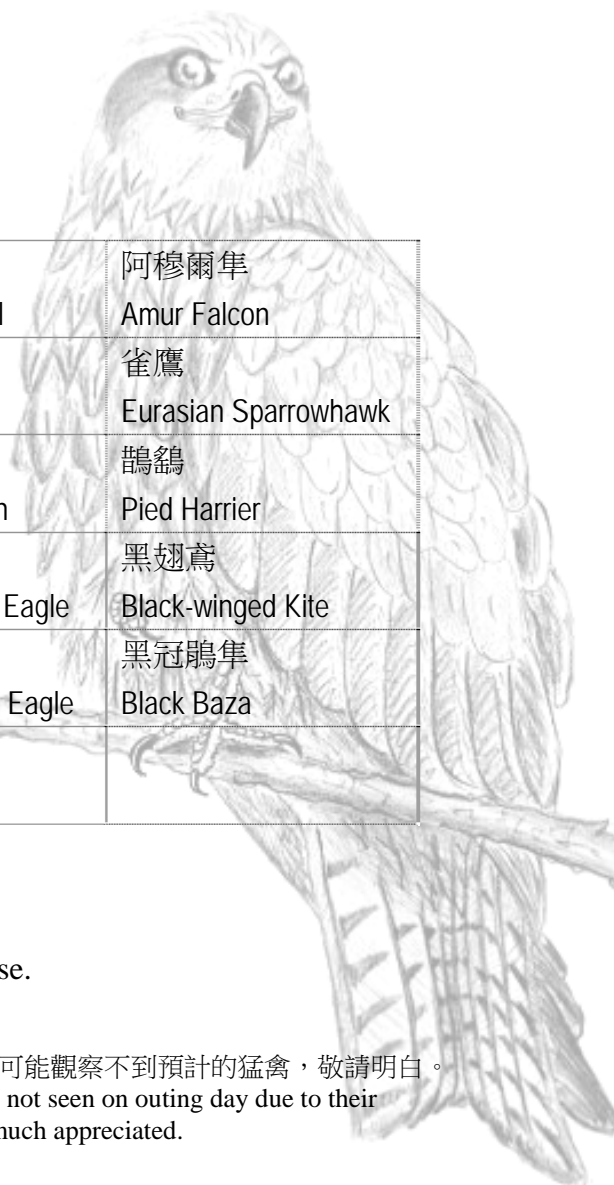 阿穆爾隼
Amur Falcon
雀鷹
Eurasian Sparrowhawk
鵲鷂
Pied Harrier
黑翅鳶
Eagle Black-winged Kite
黑冠鵑隼
Eagle Black Baza
se.
可能觀察不到預計的猛禽，敬請明白。
not seen on outing day due to their
much appreciated.